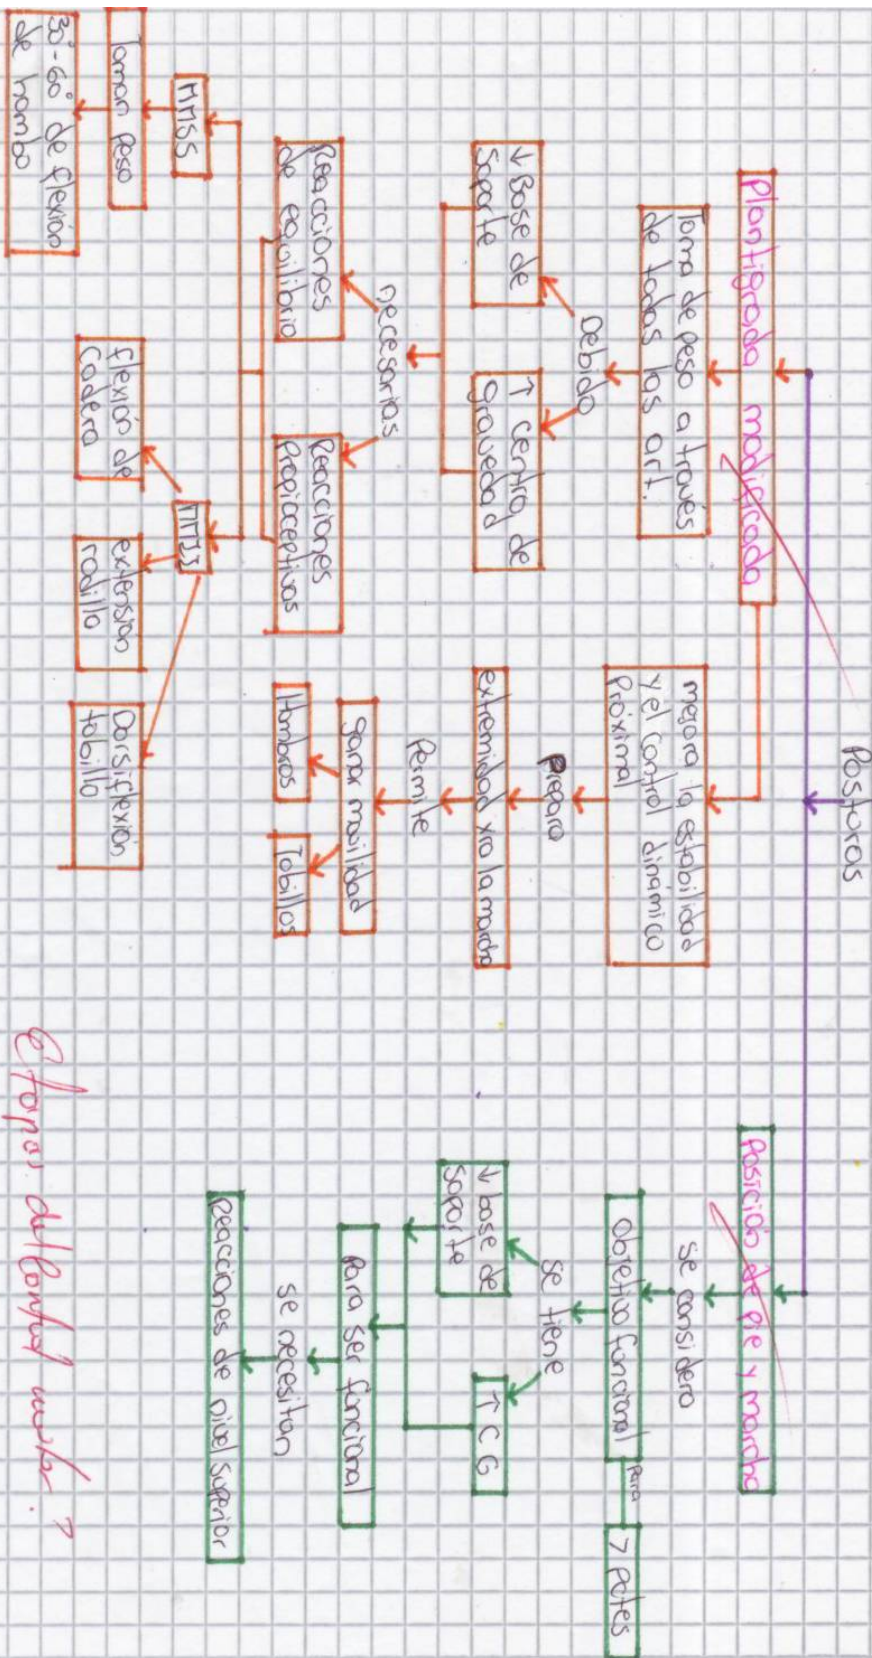 Posturas
Plantigrada modificada
Toma de peso a través
de todas las art.
Debido
↓ Base de
Soporte
↑ Centro de
gravedad
necesarias
Reacciones
de equilibrio
Reacciones
Propioceptivas
MMSS
Toman peso
30°-60° de flexión
de hombo
MMII
flexión de
Cadera
extensión
rodilla
Dorsiflexión
tobillo
mejora la estabilidad
y el control dinámico
Proximal
Prepara
extremidad xra la marcha
Permite
ganar movilidad
Hombros
Tobillos
Posición de pie y marcha
se considera
Objetivo funcional
Para
> Pctes
se tiene
↓ base de
soporte
↑ C G
Para ser funcional
se necesitan
Reacciones de nivel superior
Etapas del Control motor ?